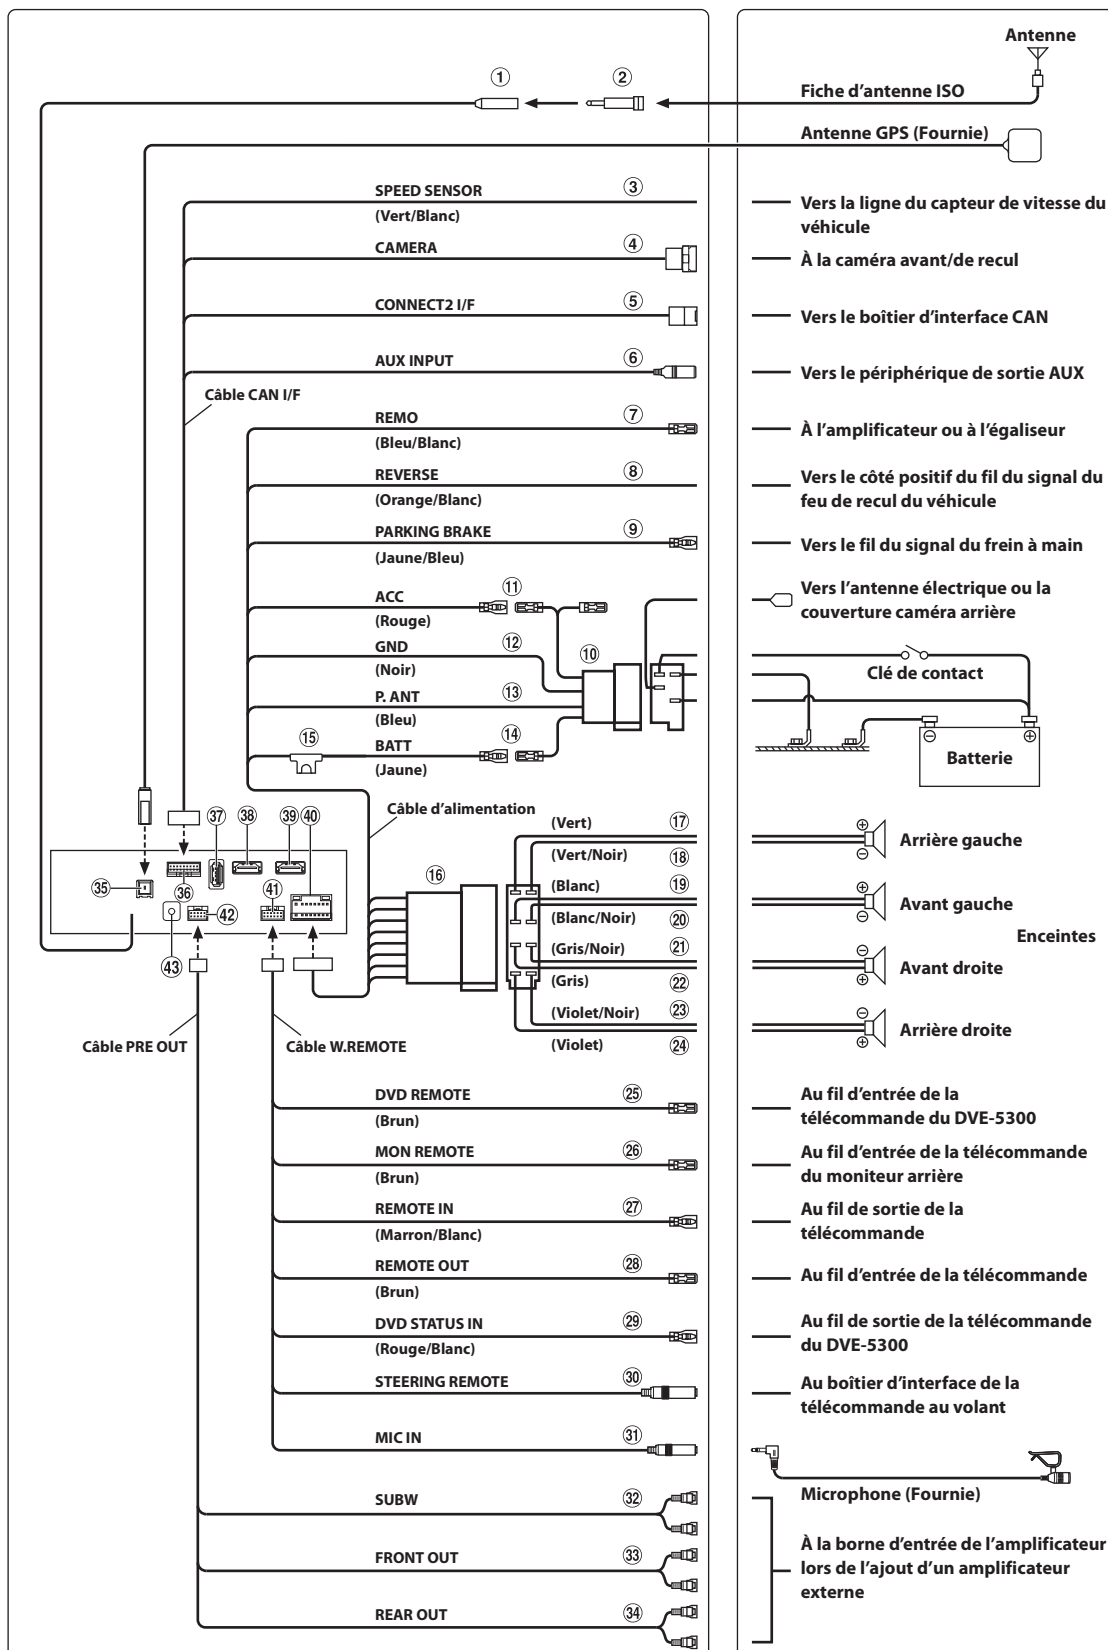 Antenne
① ②
Fiche d’antenne ISO
Antenne GPS (Fournie)
SPEED SENSOR ③
(Vert/Blanc)
Vers la ligne du capteur de vitesse du
véhicule
CAMERA ④
À la caméra avant/de recul
CONNECT2 I/F ⑤
Vers le boîtier d’interface CAN
AUX INPUT ⑥
Vers le périphérique de sortie AUX
Câble CAN I/F
REMO ⑦
(Bleu/Blanc)
À l’amplificateur ou à l’égaliseur
REVERSE ⑧
(Orange/Blanc)
Vers le côté positif du fil du signal du
feu de recul du véhicule
PARKING BRAKE ⑨
(Jaune/Bleu)
Vers le fil du signal du frein à main
ACC ⑪
(Rouge)
Vers l’antenne électrique ou la
couverture caméra arrière
GND ⑫ ⑩
(Noir)
Clé de contact
P. ANT ⑬
(Bleu)
⑮ BATT ⑭
(Jaune)
⊖ ⊕
Batterie
Câble d’alimentation
㊲ ㊳ ㊴ ㊵
㉟ ㊱ ㊶ ㊷ ㊸
⑯
(Vert) ⑰
(Vert/Noir) ⑱
⊕
⊖
Arrière gauche
(Blanc) ⑲
(Blanc/Noir) ⑳
⊕
⊖
Avant gauche
Enceintes
(Gris/Noir) ㉑
(Gris) ㉒
⊖
⊕
Avant droite
(Violet/Noir) ㉓
(Violet) ㉔
⊖
⊕
Arrière droite
Câble PRE OUT
Câble W.REMOTE
DVD REMOTE ㉕
(Brun)
Au fil d’entrée de la
télécommande du DVE-5300
MON REMOTE ㉖
(Brun)
Au fil d’entrée de la télécommande
du moniteur arrière
REMOTE IN ㉗
(Marron/Blanc)
Au fil de sortie de la
télécommande
REMOTE OUT ㉘
(Brun)
Au fil d’entrée de la télécommande
DVD STATUS IN ㉙
(Rouge/Blanc)
Au fil de sortie de la télécommande
du DVE-5300
STEERING REMOTE ㉚
Au boîtier d’interface de la
télécommande au volant
MIC IN ㉛
Microphone (Fournie)
SUBW ㉜
FRONT OUT ㉝
REAR OUT ㉞
À la borne d’entrée de l’amplificateur
lors de l’ajout d’un amplificateur
externe